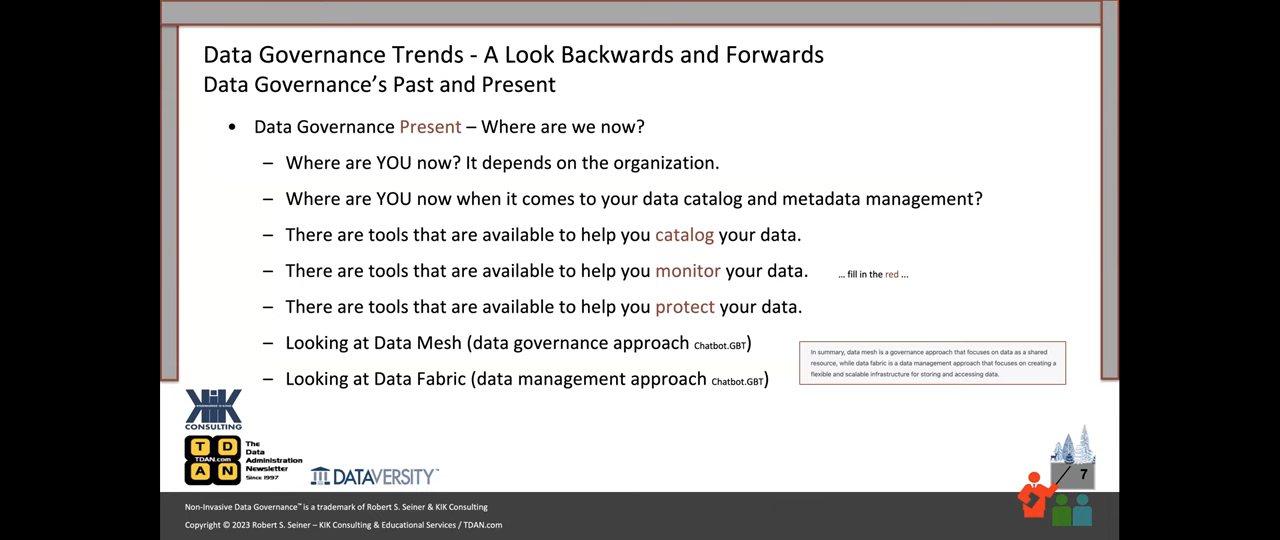 Data Governance Trends - A Look Backwards and Forwards
Data Governance's Past and Present
• Data Governance Present – Where are we now?
– Where are YOU now? It depends on the organization.
– Where are YOU now when it comes to your data catalog and metadata management?
– There are tools that are available to help you catalog your data.
– There are tools that are available to help you monitor your data.
... fill in the red ...
– There are tools that are available to help you protect your data.
– Looking at Data Mesh (data governance approach Chatbot.GBT)
– Looking at Data Fabric (data management approach Chatbot.GBT)
In summary, data mesh is a governance approach that focuses on data as a shared
resource, while data fabric is a data management approach that focuses on creating a
flexible and scalable infrastructure for storing and accessing data.
KIK
CONSULTING
T D
TDAN.com
A N
The
Data
Administration
Newsletter
Since 1997
DATAVERSITY™
7
Non-Invasive Data Governance™ is a trademark of Robert S. Seiner & KIK Consulting
Copyright © 2023 Robert S. Seiner – KIK Consulting & Educational Services / TDAN.com